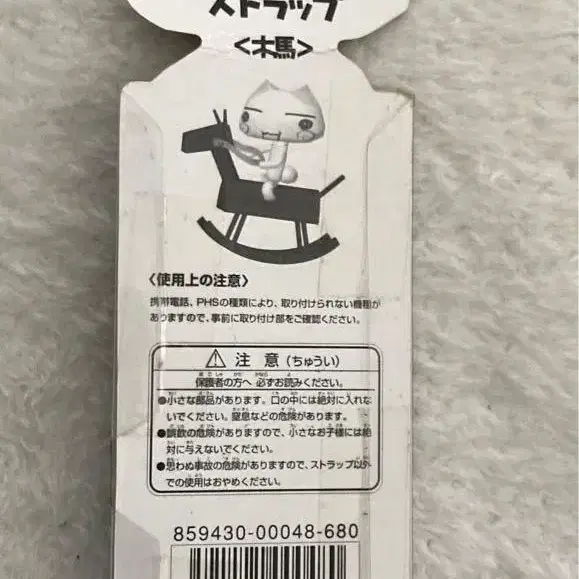 ストラップ
<木馬>
〈使用上の注意〉
携帯電話、PHSの種類により、取り付けられない機種が
ありますので、事前に取り付け部をご確認ください。
⚠ 注 意 (ちゅうい)
保護者の方へ 必ずお読みください。
●小さな部品があります。口の中には絶対に入れな
いでください。窒息などの危険があります。
●誤飲の危険がありますので、小さなお子様には絶
対に与えないでください。
●思わぬ事故の危険がありますので、ストラップ以外
での使用はおやめください。
859430-00048-680